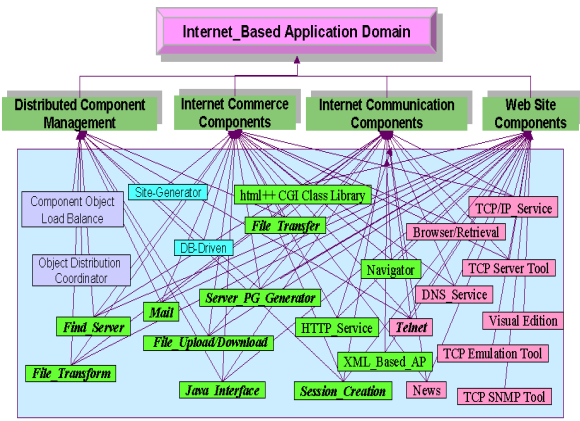 Internet_Based Application Domain
Distributed Component
Management
Internet Commerce
Components
Internet Communication
Components
Web Site
Components
Component Object
Load Balance
Site-Generator
html++ CGI Class Library
TCP/IP_Service
File_Transfer
Browser/Retrieval
DB-Driven
Object Distribution
Coordinator
Navigator
TCP Server Tool
Server_PG_Generator
DNS_Service
Mail
Find_Server
HTTP_Service
Telnet
Visual Edition
File_Upload/Download
TCP Emulation Tool
XML_Based_AP
File_Transform
Java_Interface
Session_Creation
News
TCP SNMP Tool